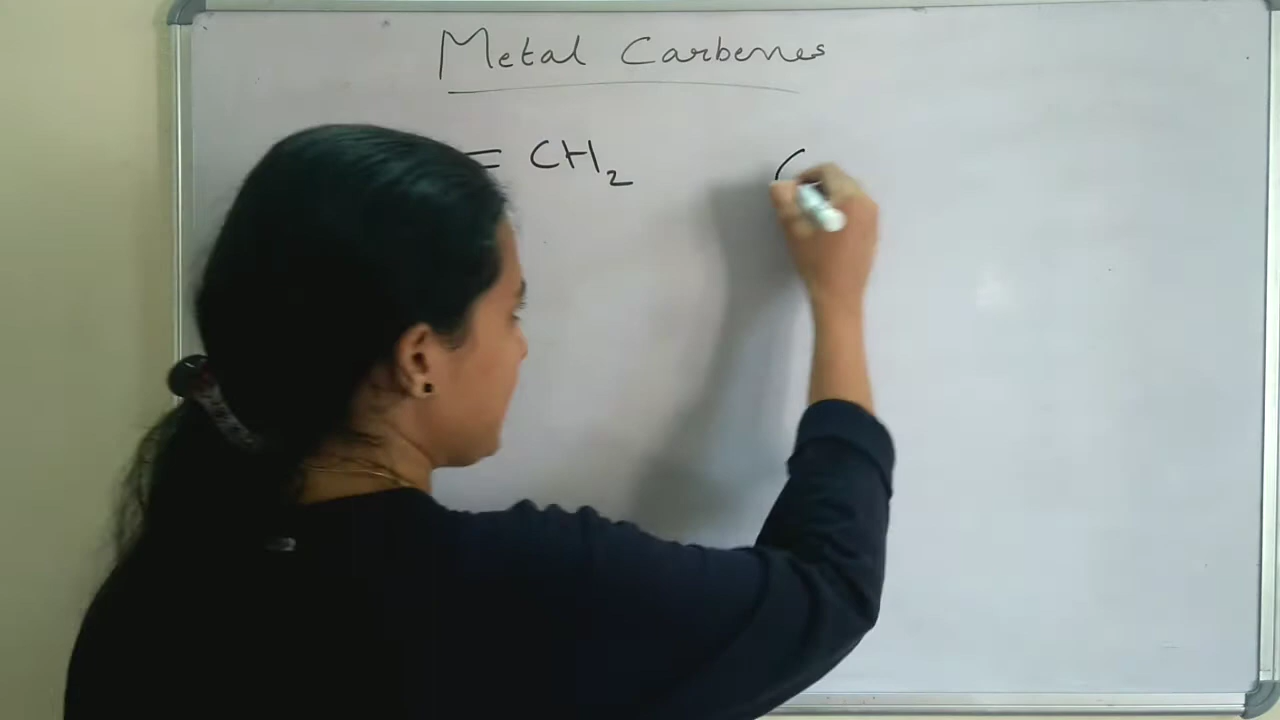 Metal Carbenes
= CH₂ C